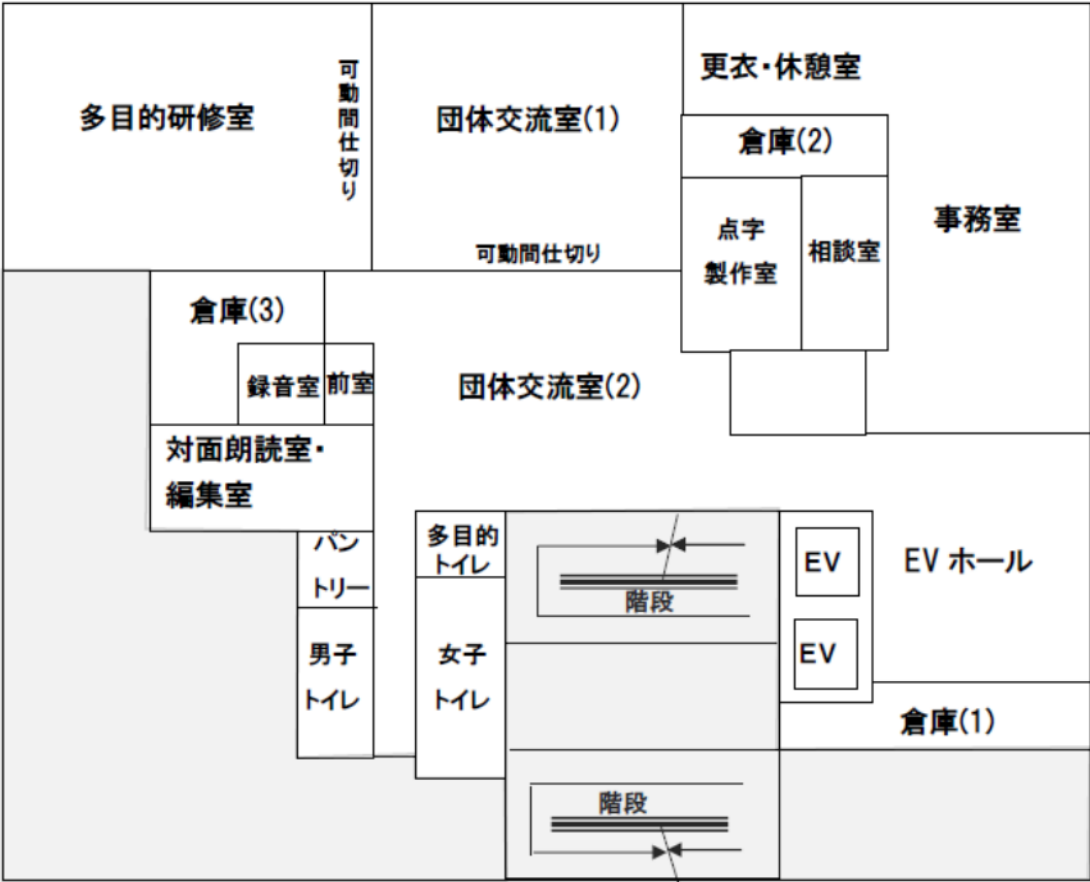 多目的研修室
可動間仕切り
団体交流室(1)
可動間仕切り
更衣・休憩室
倉庫(2)
点字
製作室
相談室
事務室
倉庫(3)
録音室
前室
団体交流室(2)
対面朗読室・
編集室
パン
トリー
男子
トイレ
多目的
トイレ
女子
トイレ
階段
EV
EV
EV ホール
倉庫(1)
階段